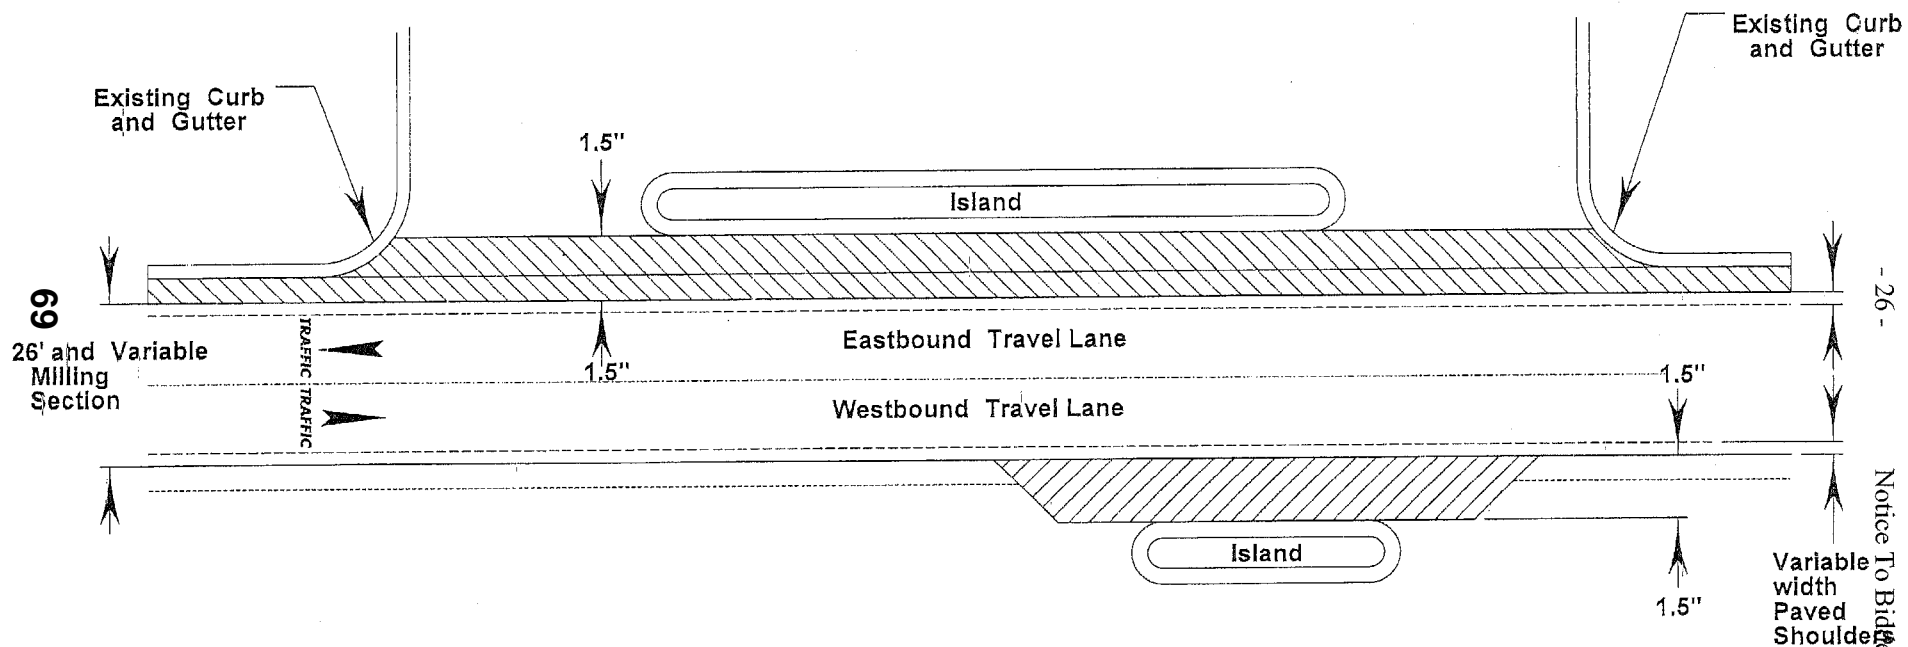 Existing Curb
and Gutter
Existing Curb
and Gutter
1.5"
Island
69
26' and Variable
Milling
Section
TRAFFIC TRAFFIC
Eastbound Travel Lane
1.5"
1.5"
Westbound Travel Lane
Island
1.5"
Variable
width
Paved
Shoulders
- 26 -
Notice To